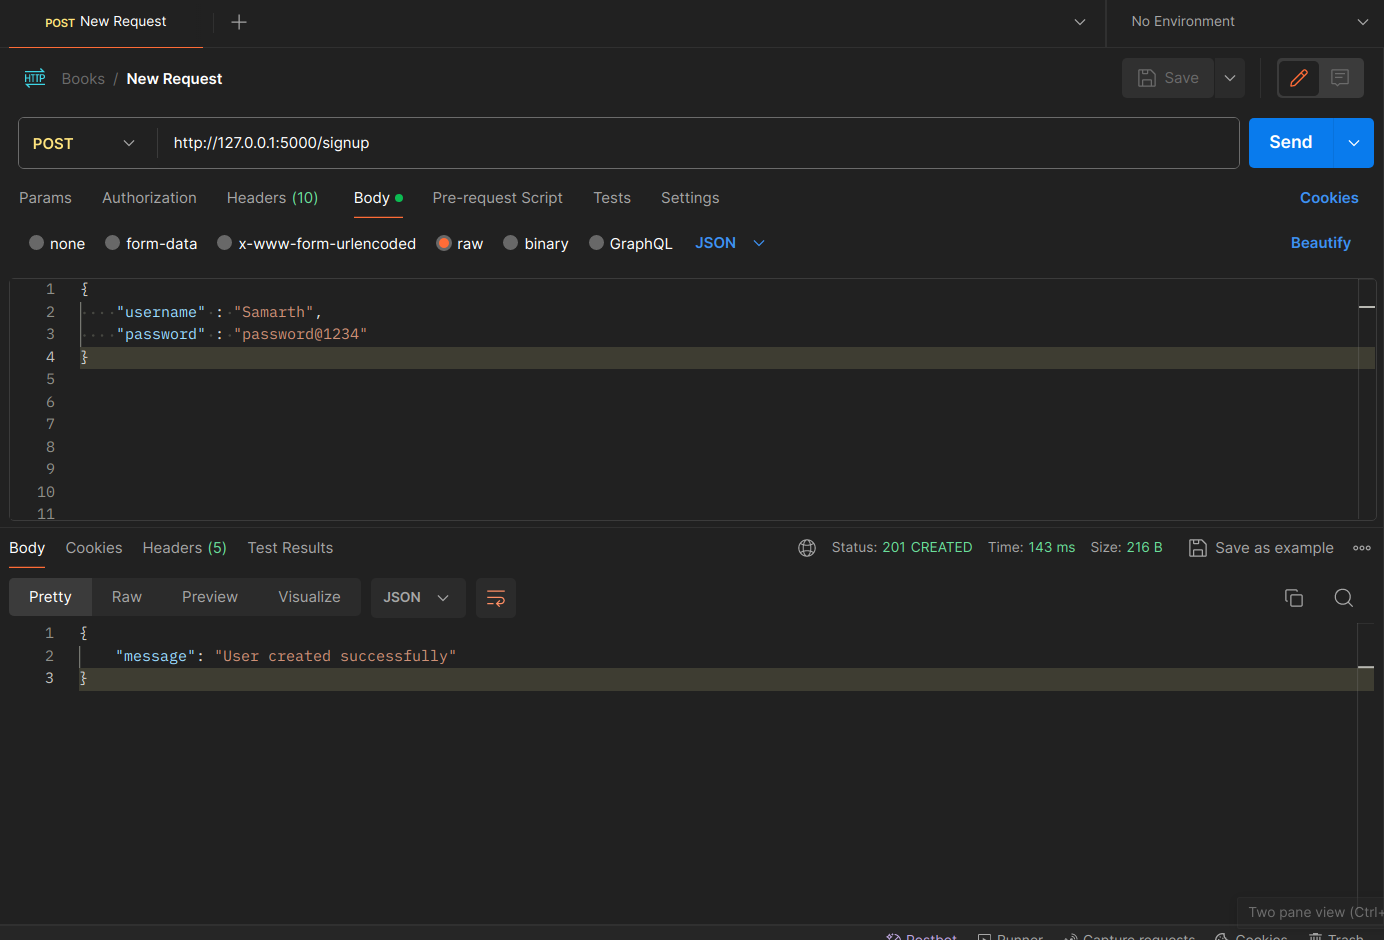 POST New Request
No Environment
HTTP Books / New Request
Save
POST http://127.0.0.1:5000/signup
Send
Params Authorization Headers (10) Body Pre-request Script Tests Settings
Cookies
none form-data x-www-form-urlencoded raw binary GraphQL JSON
Beautify
1 {
2 "username" : "Samarth",
3 "password" : "password@1234"
4 }
5
6
7
8
9
10
11
Body Cookies Headers (5) Test Results
Status: 201 CREATED Time: 143 ms Size: 216 B Save as example
Pretty Raw Preview Visualize JSON
1 {
2 "message": "User created successfully"
3 }
Two pane view (Ctrl+
Postbot Runner Capture requests Cookies Trash